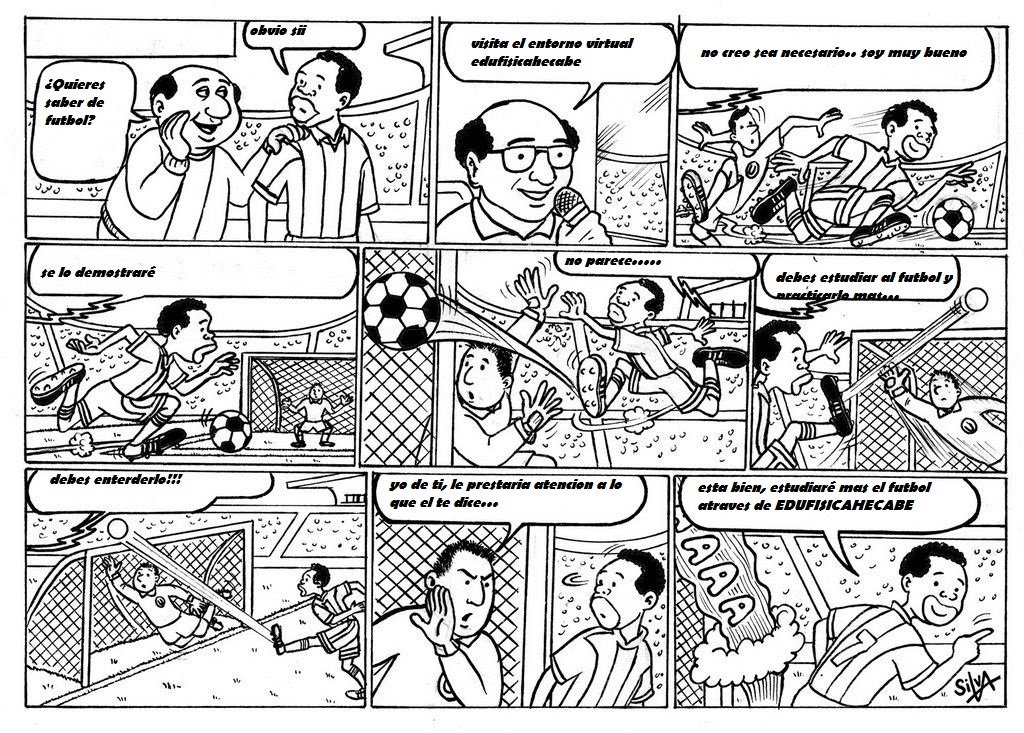 ¿Quieres
saber de
futbol?
obvio sii
visita el entorno virtual
edufisicahecabe
no creo sea necesario.. soy muy bueno
se lo demostraré
no parece.....
debes estudiar al futbol y
practicarlo mas...
debes enterderlo!!!
yo de ti, le prestaria atencion a lo
que el te dice...
esta bien, estudiaré mas el futbol
atraves de EDUFISICAHECABE
AAAA
AAA
SilvA